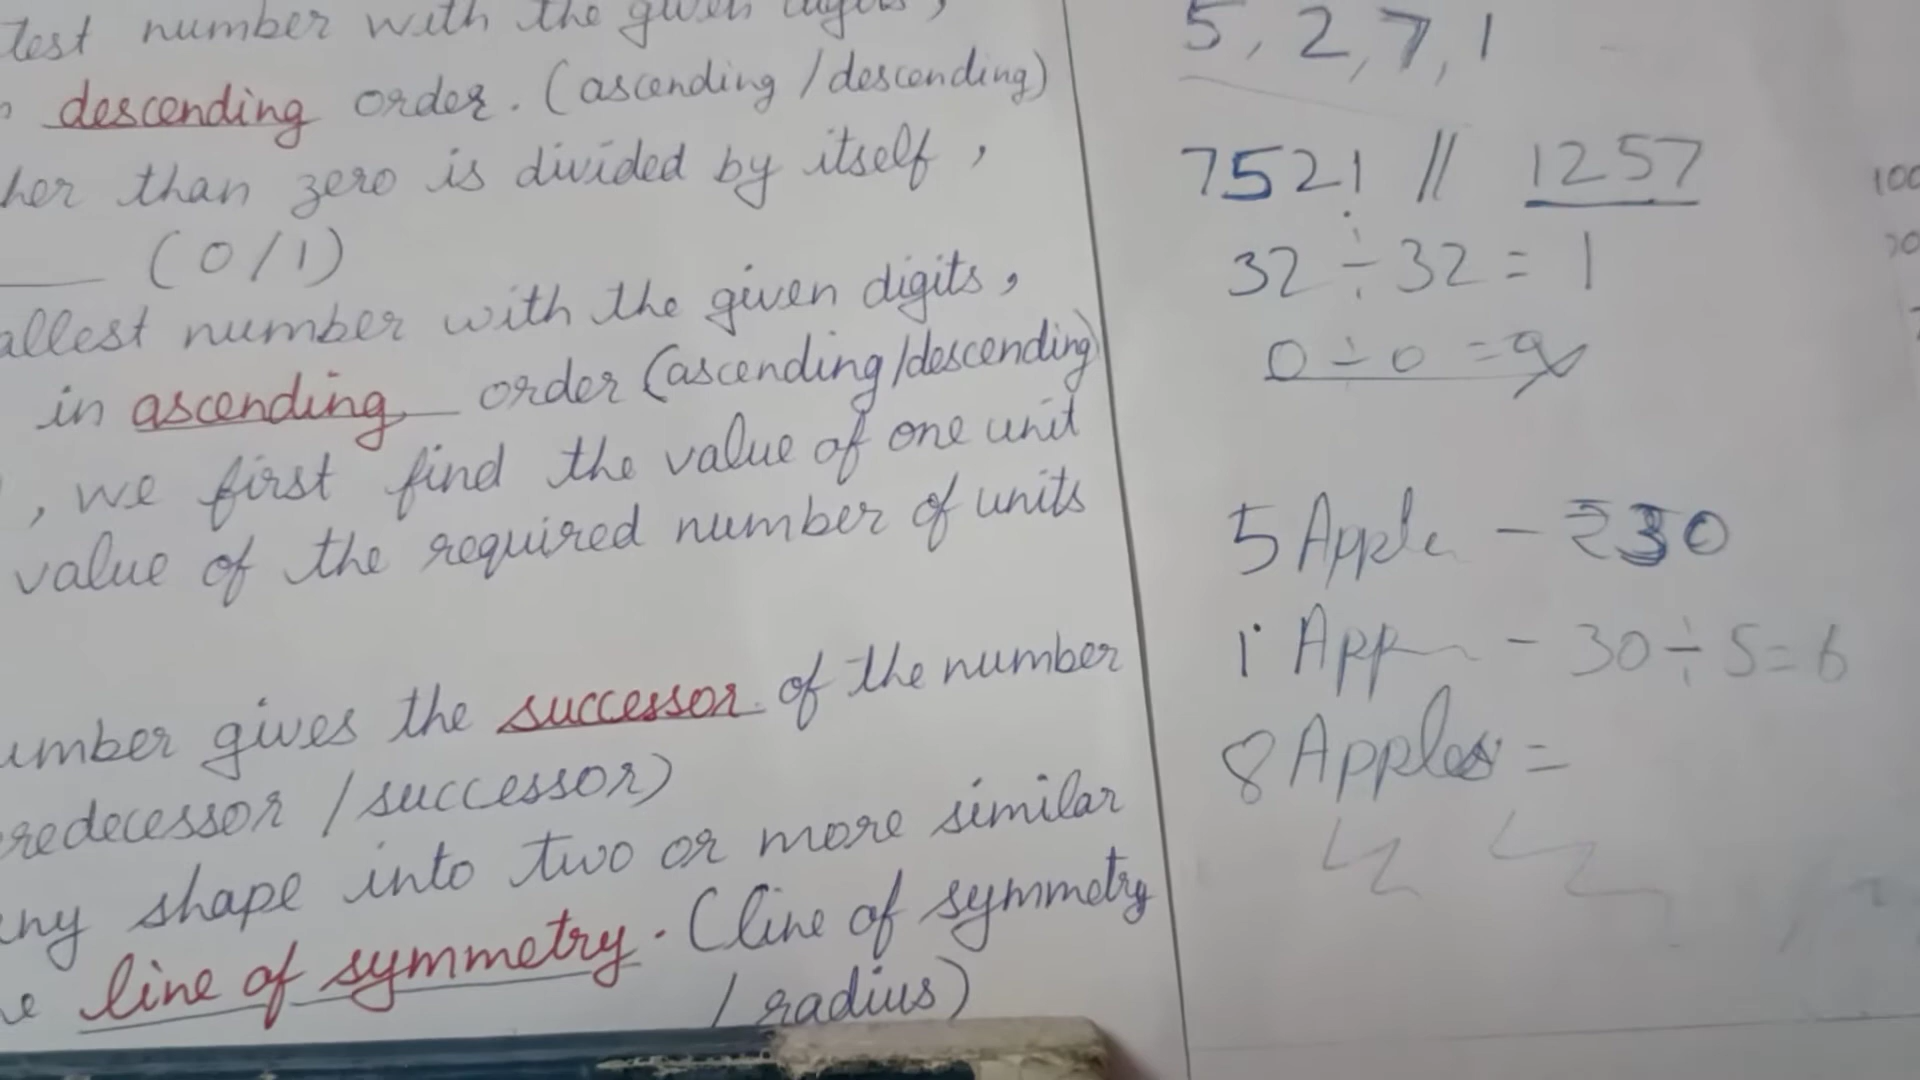 test number with the given digits,
descending order. (ascending / descending)
her than zero is divided by itself,
(0/1)
allest number with the given digits,
in ascending order (ascending/descending)
, we first find the value of one unit
value of the required number of units
umber gives the successor of the number
redecessor / successor)
any shape into two or more similar
line of symmetry. (line of symmetry
/ radius)
5, 2, 7, 1
7521 // 1257
32 ÷ 32 = 1
0 ÷ 0 =
5 Apple - ₹30
1 App - 30 ÷ 5 = 6
8 Apples =
100